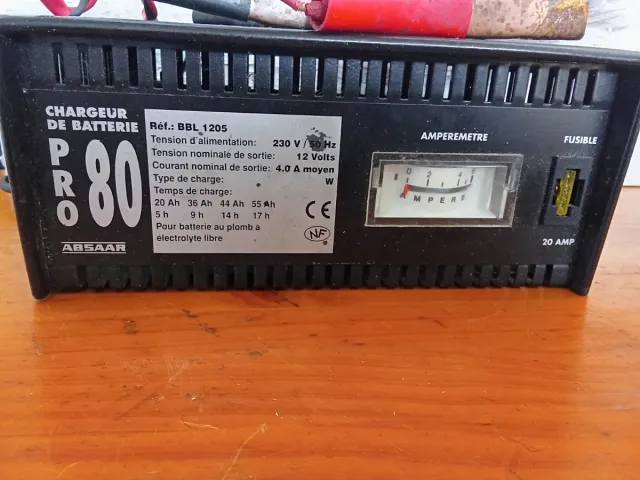 CHARGEUR
DE BATTERIE
PRO 80
ABSAAR
Réf.: BBL 1205
Tension d'alimentation: 230 V / 50 Hz
Tension nominale de sortie: 12 Volts
Courant nominal de sortie: 4.0 A moyen
Type de charge: W
Temps de charge:
20 Ah 36 Ah 44 Ah 55 Ah
5 h 9 h 14 h 17 h
Pour batterie au plomb à
électrolyte libre
CE
NF
AMPEREMETRE
0 2 4
AMPERE
FUSIBLE
20 AMP